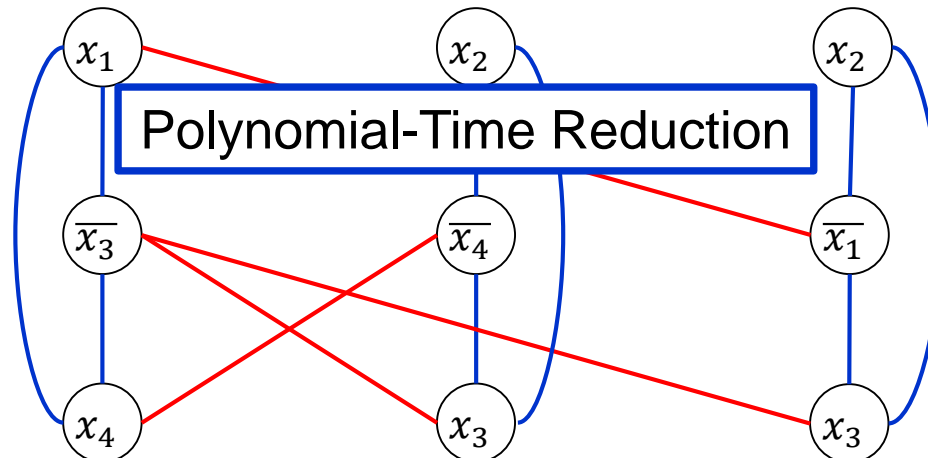 x₁ x₂ x₂
Polynomial-Time Reduction
x̅₃ x̅₄ x̅₁
x₄ x₃ x₃